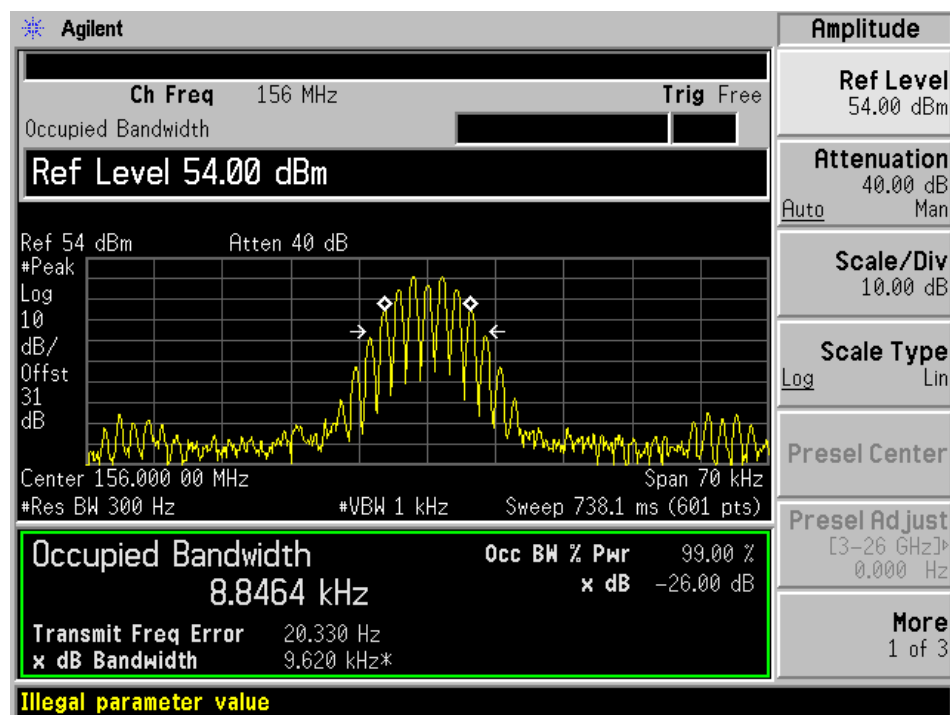 Agilent
Amplitude
Ch Freq 156 MHz Trig Free
Occupied Bandwidth
Ref Level 54.00 dBm
Ref 54 dBm Atten 40 dB
#Peak
Log
10
dB/
Offst
31
dB
Center 156.000 00 MHz Span 70 kHz
#Res BW 300 Hz #VBW 1 kHz Sweep 738.1 ms (601 pts)
Occupied Bandwidth Occ BW % Pwr 99.00 %
8.8464 kHz x dB -26.00 dB
Transmit Freq Error 20.330 Hz
x dB Bandwidth 9.620 kHz*
Illegal parameter value
Ref Level
54.00 dBm
Attenuation
40.00 dB
Auto Man
Scale/Div
10.00 dB
Scale Type
Log Lin
Presel Center
Presel Adjust
[3-26 GHz]
0.000 Hz
More
1 of 3